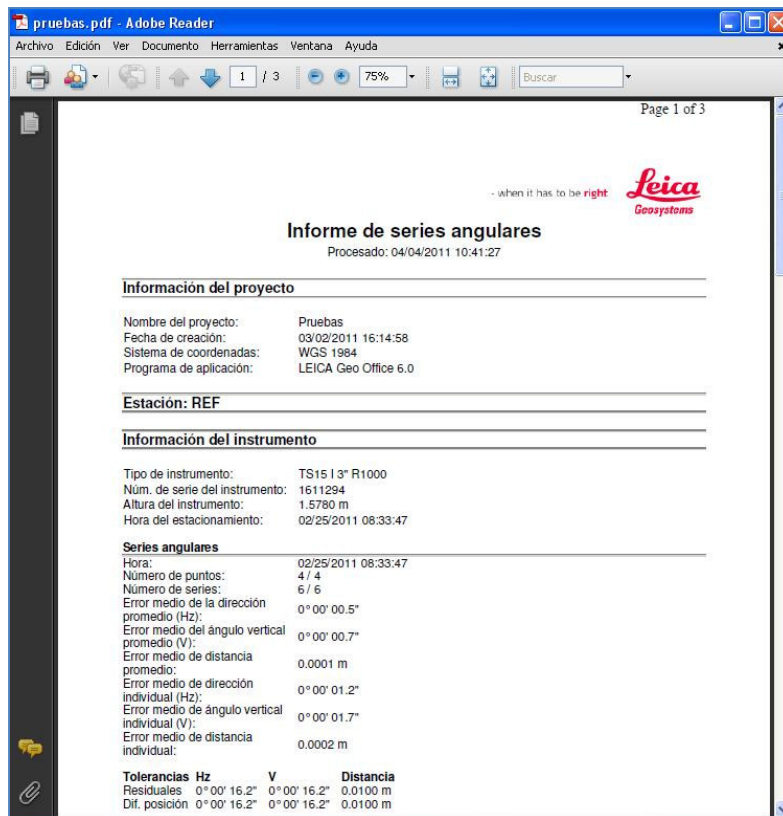 pruebas.pdf - Adobe Reader
Archivo Edición Ver Documento Herramientas Ventana Ayuda
1 / 3 75% Buscar
Page 1 of 3
- when it has to be right Leica
Geosystems
Informe de series angulares
Procesado: 04/04/2011 10:41:27
Información del proyecto
Nombre del proyecto: Pruebas
Fecha de creación: 03/02/2011 16:14:58
Sistema de coordenadas: WGS 1984
Programa de aplicación: LEICA Geo Office 6.0
Estación: REF
Información del instrumento
Tipo de instrumento: TS15 I 3" R1000
Núm. de serie del instrumento: 1611294
Altura del instrumento: 1.5780 m
Hora del estacionamiento: 02/25/2011 08:33:47
Series angulares
Hora: 02/25/2011 08:33:47
Número de puntos: 4 / 4
Número de series: 6 / 6
Error medio de la dirección
promedio (Hz): 0°00' 00.5"
Error medio del ángulo vertical
promedio (V): 0°00' 00.7"
Error medio de distancia
promedio: 0.0001 m
Error medio de dirección
individual (Hz): 0°00' 01.2"
Error medio de ángulo vertical
individual (V): 0°00' 01.7"
Error medio de distancia
individual: 0.0002 m
Tolerancias Hz V Distancia
Residuales 0°00' 16.2" 0°00' 16.2" 0.0100 m
Dif. posición 0°00' 16.2" 0°00' 16.2" 0.0100 m